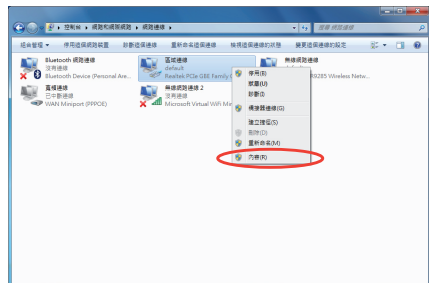 控制台 ▸ 網路和網際網路 ▸ 網路連線 ▸
搜尋 網路連線
組合管理 ▾ 停用這個網路裝置 診斷這個連線 重新命名這個連線 檢視這個連線的狀態 變更這個連線的設定
Bluetooth 網路連線
沒有連線
Bluetooth Device (Personal Are...
區域連線
default
Realtek PCIe GBE Family
無線網路連線
R9285 Wireless Netw...
寬頻連線
已中斷連線
WAN Miniport (PPPOE)
無線網路連線 2
沒有連線
Microsoft Virtual WiFi Min
停用(B)
狀態(U)
診斷(I)
橋接器連線(G)
建立捷徑(S)
刪除(D)
重新命名(M)
內容(R)